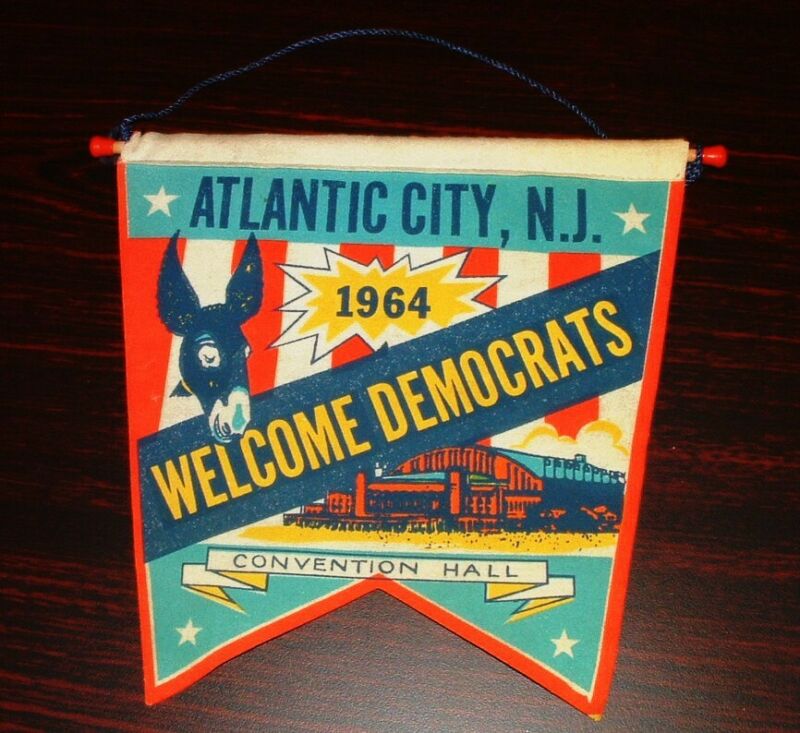 ATLANTIC CITY, N.J.
1964
WELCOME DEMOCRATS
CONVENTION HALL